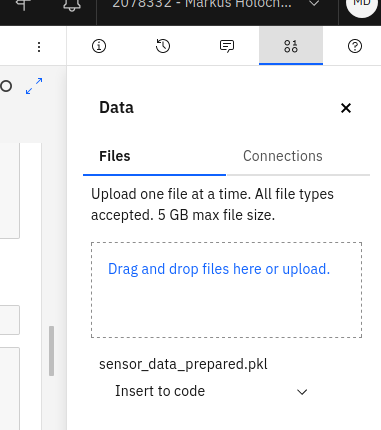 2078332 - Markus Holoch...
MD
Data
Files
Connections
Upload one file at a time. All file types
accepted. 5 GB max file size.
Drag and drop files here or upload.
sensor_data_prepared.pkl
Insert to code